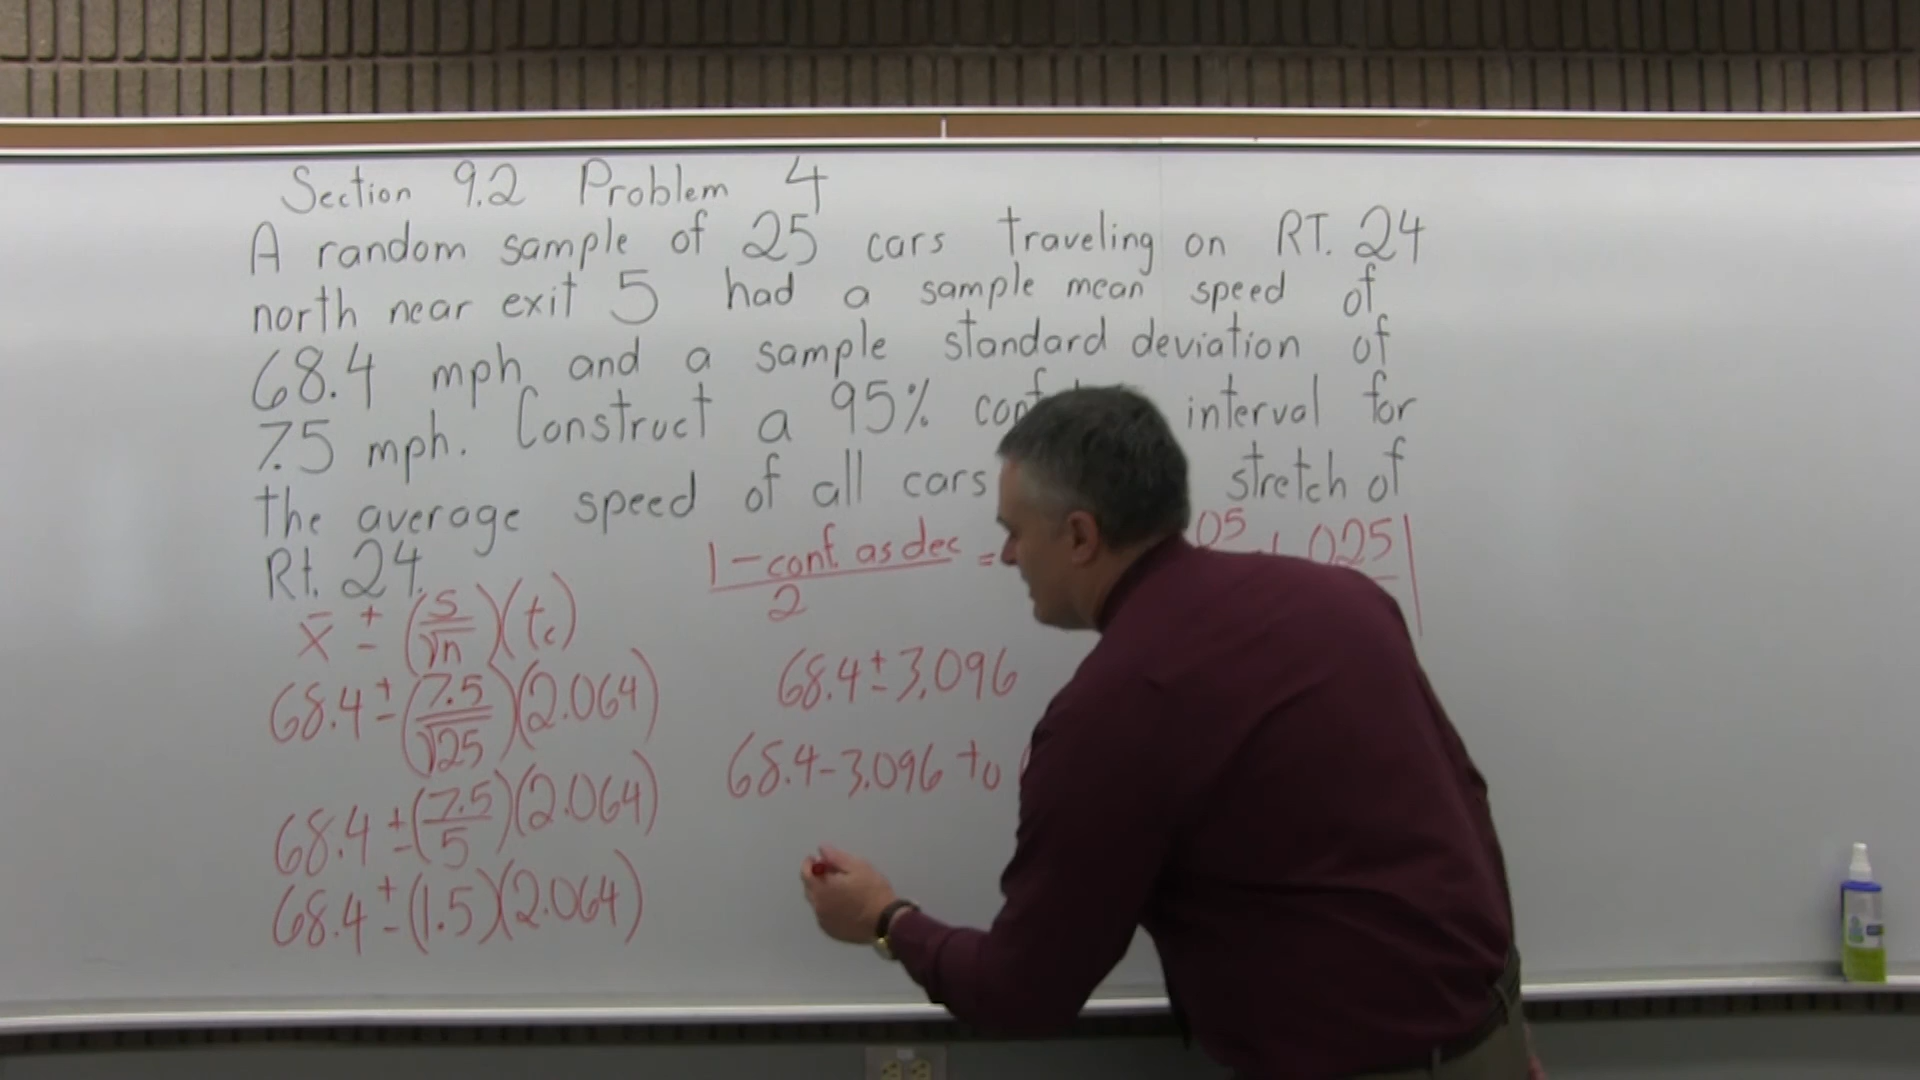 Section 9.2 Problem 4
A random sample of 25 cars traveling on RT. 24
north near exit 5 had a sample mean speed of
68.4 mph and a sample standard deviation of
7.5 mph. Construct a 95% interval for
the average speed of all cars stretch of
Rt. 24.
1 - conf as dec / 2 = .05 .025
x̄ ± (s/√n)(tc)
68.4 ± (7.5/√25)(2.064)
68.4 ± (7.5/5)(2.064)
68.4 ± (1.5)(2.064)
68.4 ± 3.096
68.4 - 3.096 to